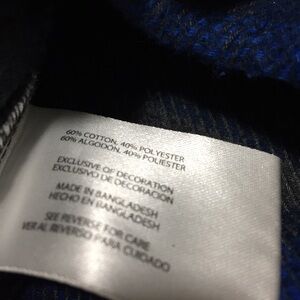 60% COTTON, 40% POLYESTER
60% ALGODON, 40% POLIESTER
EXCLUSIVE OF DECORATION
EXCLUSIVO DE DECORACION
MADE IN BANGLADESH
HECHO EN BANGLADESH
SEE REVERSE FOR CARE
VER AL REVERSO PARA CUIDADO